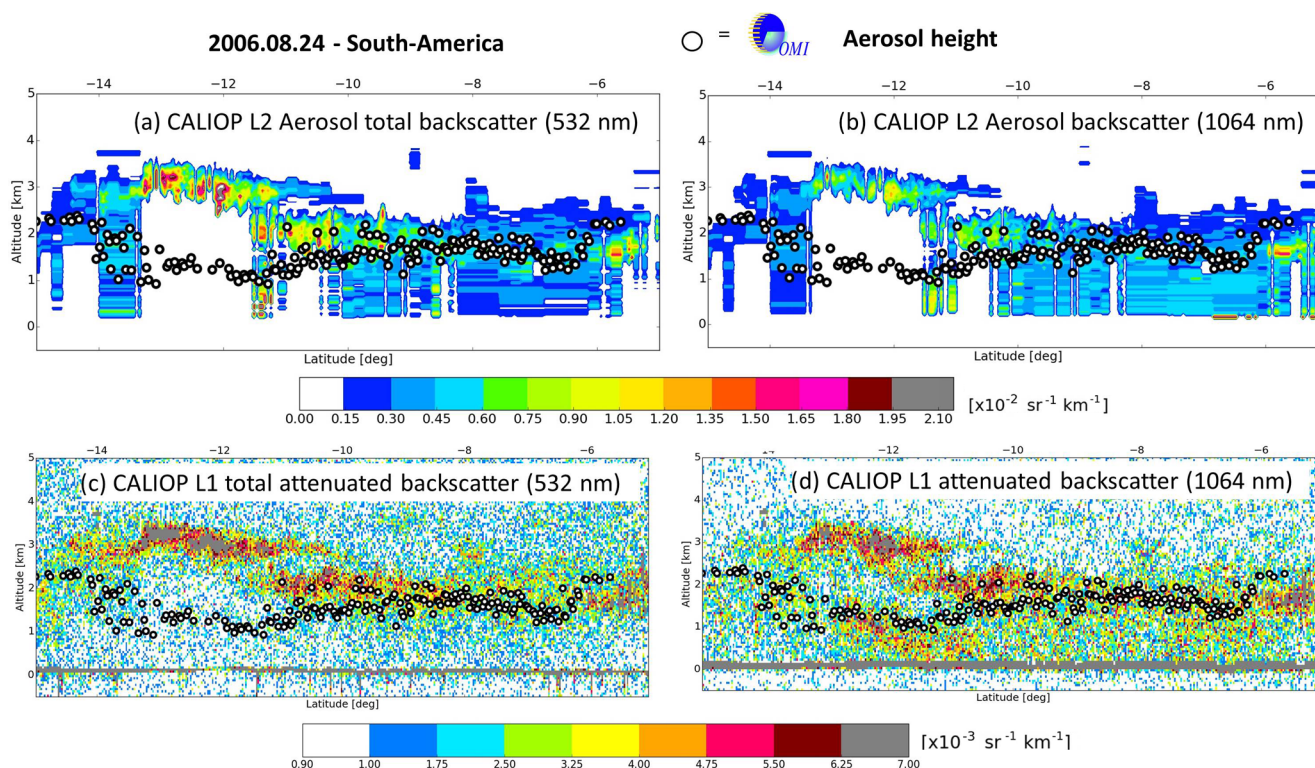 2006.08.24 - South-America
= OMI Aerosol height
−14 −12 −10 −8 −6
−14 −12 −10 −8 −6
(a) CALIOP L2 Aerosol total backscatter (532 nm)
(b) CALIOP L2 Aerosol backscatter (1064 nm)
5
4
3
2
1
0
Altitude [km]
Latitude [deg]
5
4
3
2
1
0
Altitude [km]
Latitude [deg]
0.00 0.15 0.30 0.45 0.60 0.75 0.90 1.05 1.20 1.35 1.50 1.65 1.80 1.95 2.10
[x10-2 sr-1 km-1]
−14 −12 −10 −8 −6
−12 −10 −8 −6
(c) CALIOP L1 total attenuated backscatter (532 nm)
(d) CALIOP L1 attenuated backscatter (1064 nm)
5
4
3
2
1
0
Altitude [km]
Latitude [deg]
5
4
3
2
1
0
Altitude [km]
Latitude [deg]
0.90 1.00 1.75 2.50 3.25 4.00 4.75 5.50 6.25 7.00
[x10-3 sr-1 km-1]